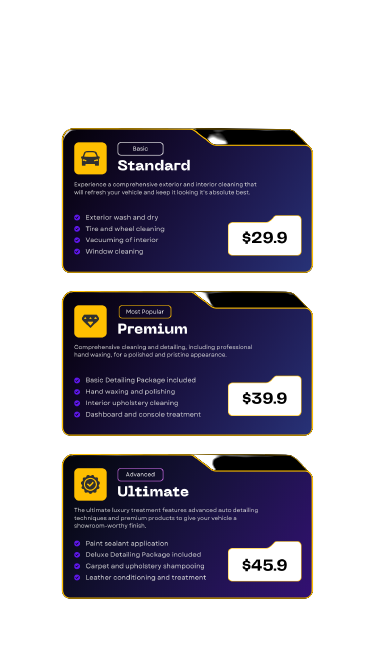 Basic
Standard
Experience a comprehensive exterior and interior cleaning that
will refresh your vehicle and keep it looking it's absolute best.
Exterior wash and dry
Tire and wheel cleaning
Vacuuming of interior
Window cleaning
$29.9
Most Popular
Premium
Comprehensive cleaning and detailing, including professional
hand waxing, for a polished and pristine appearance.
Basic Detailing Package included
Hand waxing and polishing
Interior upholstery cleaning
Dashboard and console treatment
$39.9
Advanced
Ultimate
The ultimate luxury treatment features advanced auto detailing
techniques and premium products to give your vehicle a
showroom-worthy finish.
Paint sealant application
Deluxe Detailing Package included
Carpet and upholstery shampooing
Leather conditioning and treatment
$45.9